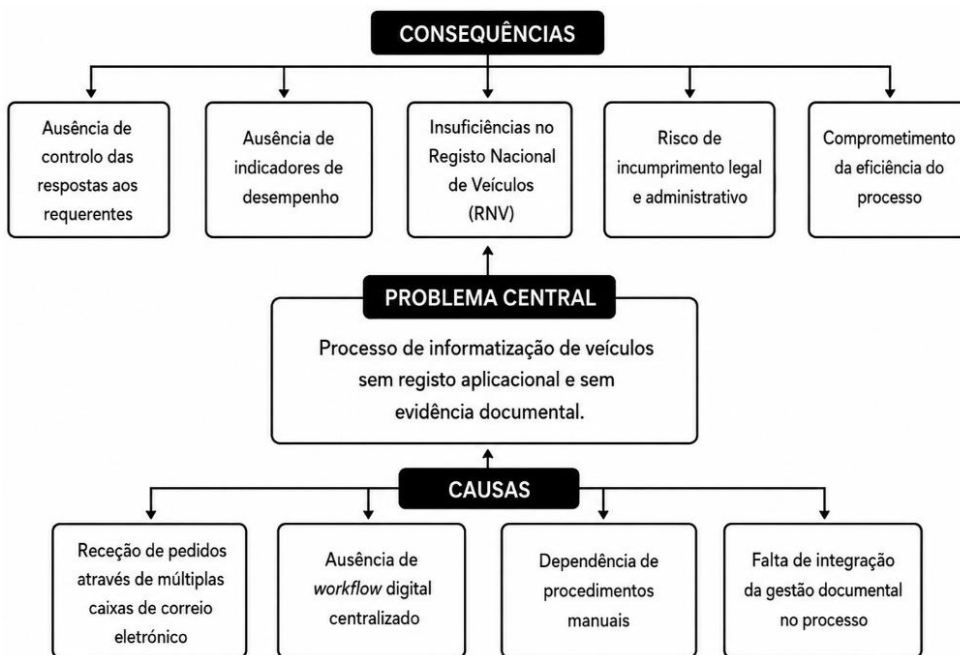 CONSEQUÊNCIAS
Ausência de
controlo das
respostas aos
requerentes
Ausência de
indicadores de
desempenho
Insuficiências no
Registo Nacional
de Veículos
(RNV)
Risco de
incumprimento legal
e administrativo
Comprometimento
da eficiência do
processo
PROBLEMA CENTRAL
Processo de informatização de veículos
sem registo aplicacional e sem
evidência documental.
CAUSAS
Receção de pedidos
através de múltiplas
caixas de correio
eletrónico
Ausência de
workflow digital
centralizado
Dependência de
procedimentos
manuais
Falta de integração
da gestão documental
no processo